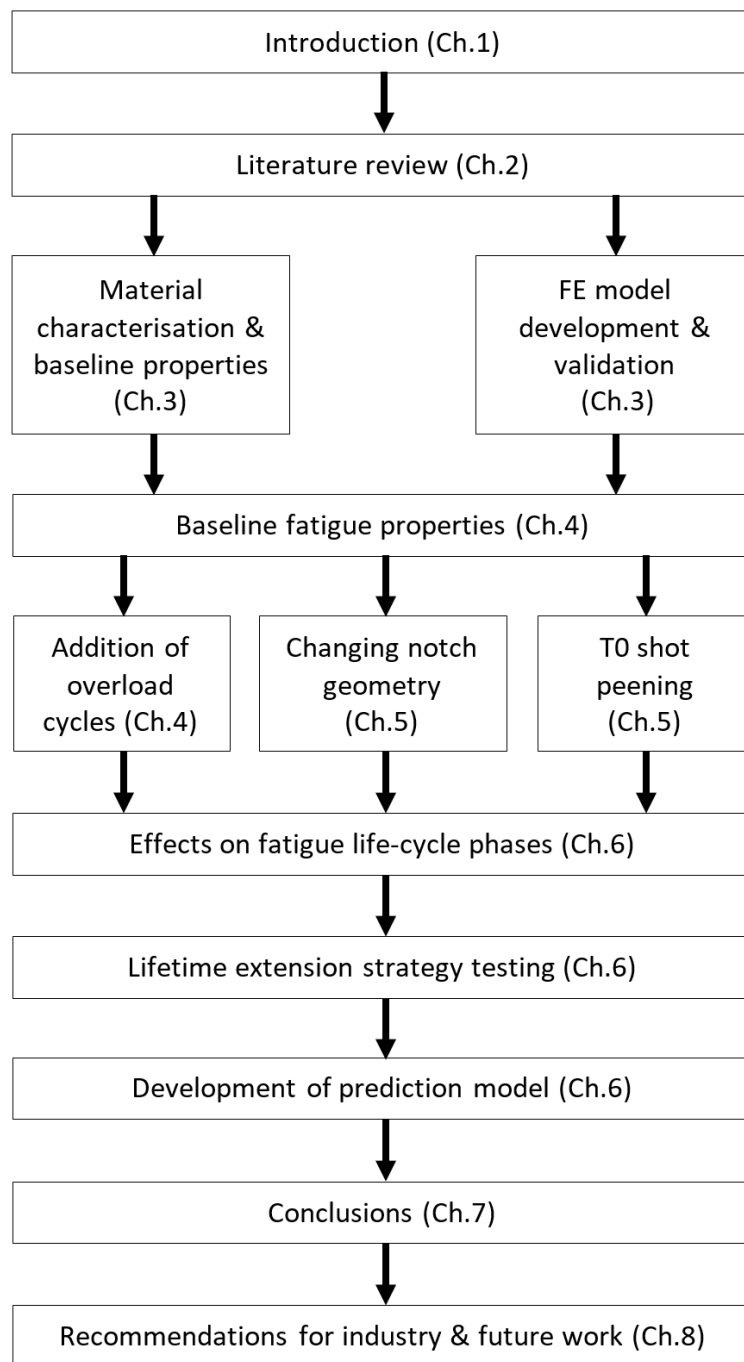 Introduction (Ch.1)
Literature review (Ch.2)
Material
characterisation &
baseline properties
(Ch.3)
FE model
development &
validation
(Ch.3)
Baseline fatigue properties (Ch.4)
Addition of
overload
cycles (Ch.4)
Changing notch
geometry
(Ch.5)
T0 shot
peening
(Ch.5)
Effects on fatigue life-cycle phases (Ch.6)
Lifetime extension strategy testing (Ch.6)
Development of prediction model (Ch.6)
Conclusions (Ch.7)
Recommendations for industry & future work (Ch.8)